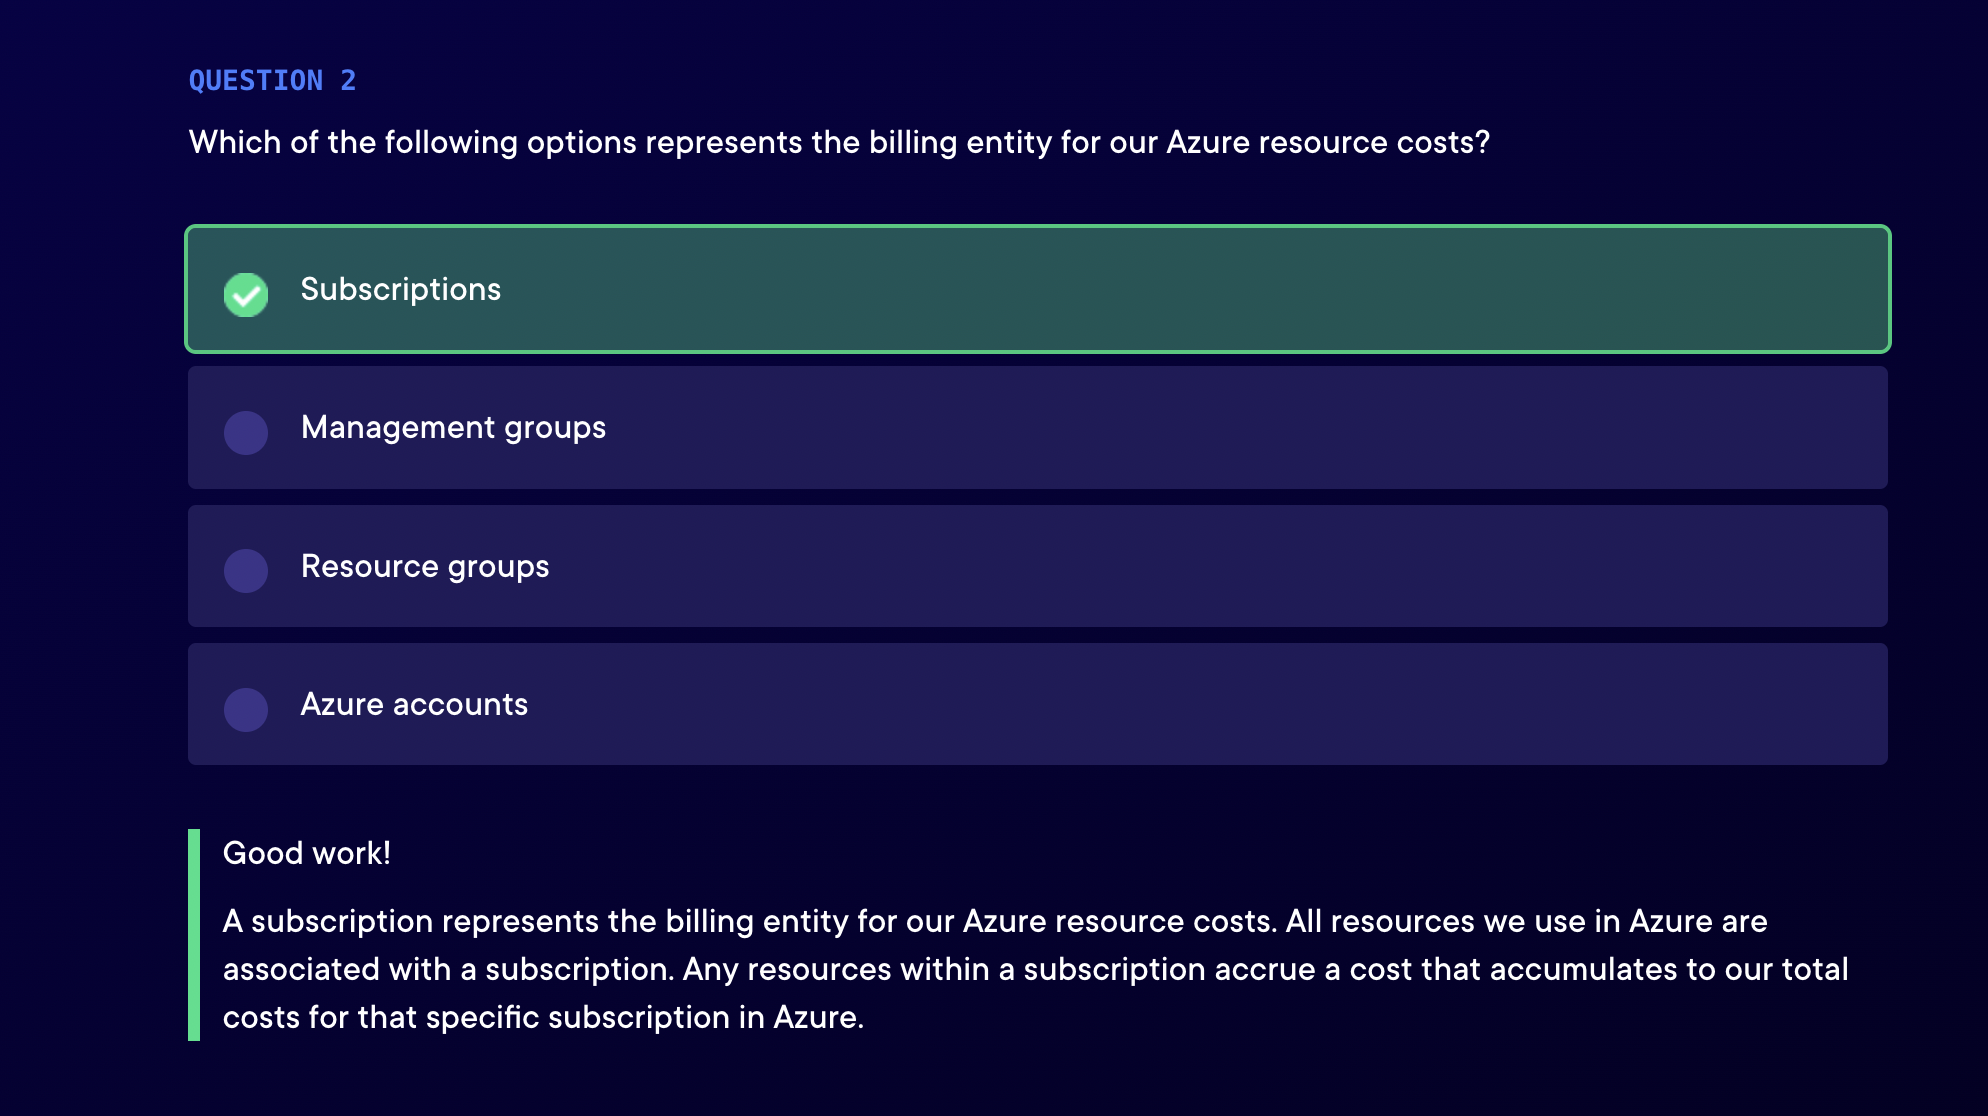 QUESTION 2
Which of the following options represents the billing entity for our Azure resource costs?
Subscriptions
Management groups
Resource groups
Azure accounts
Good work!
A subscription represents the billing entity for our Azure resource costs. All resources we use in Azure are
associated with a subscription. Any resources within a subscription accrue a cost that accumulates to our total
costs for that specific subscription in Azure.